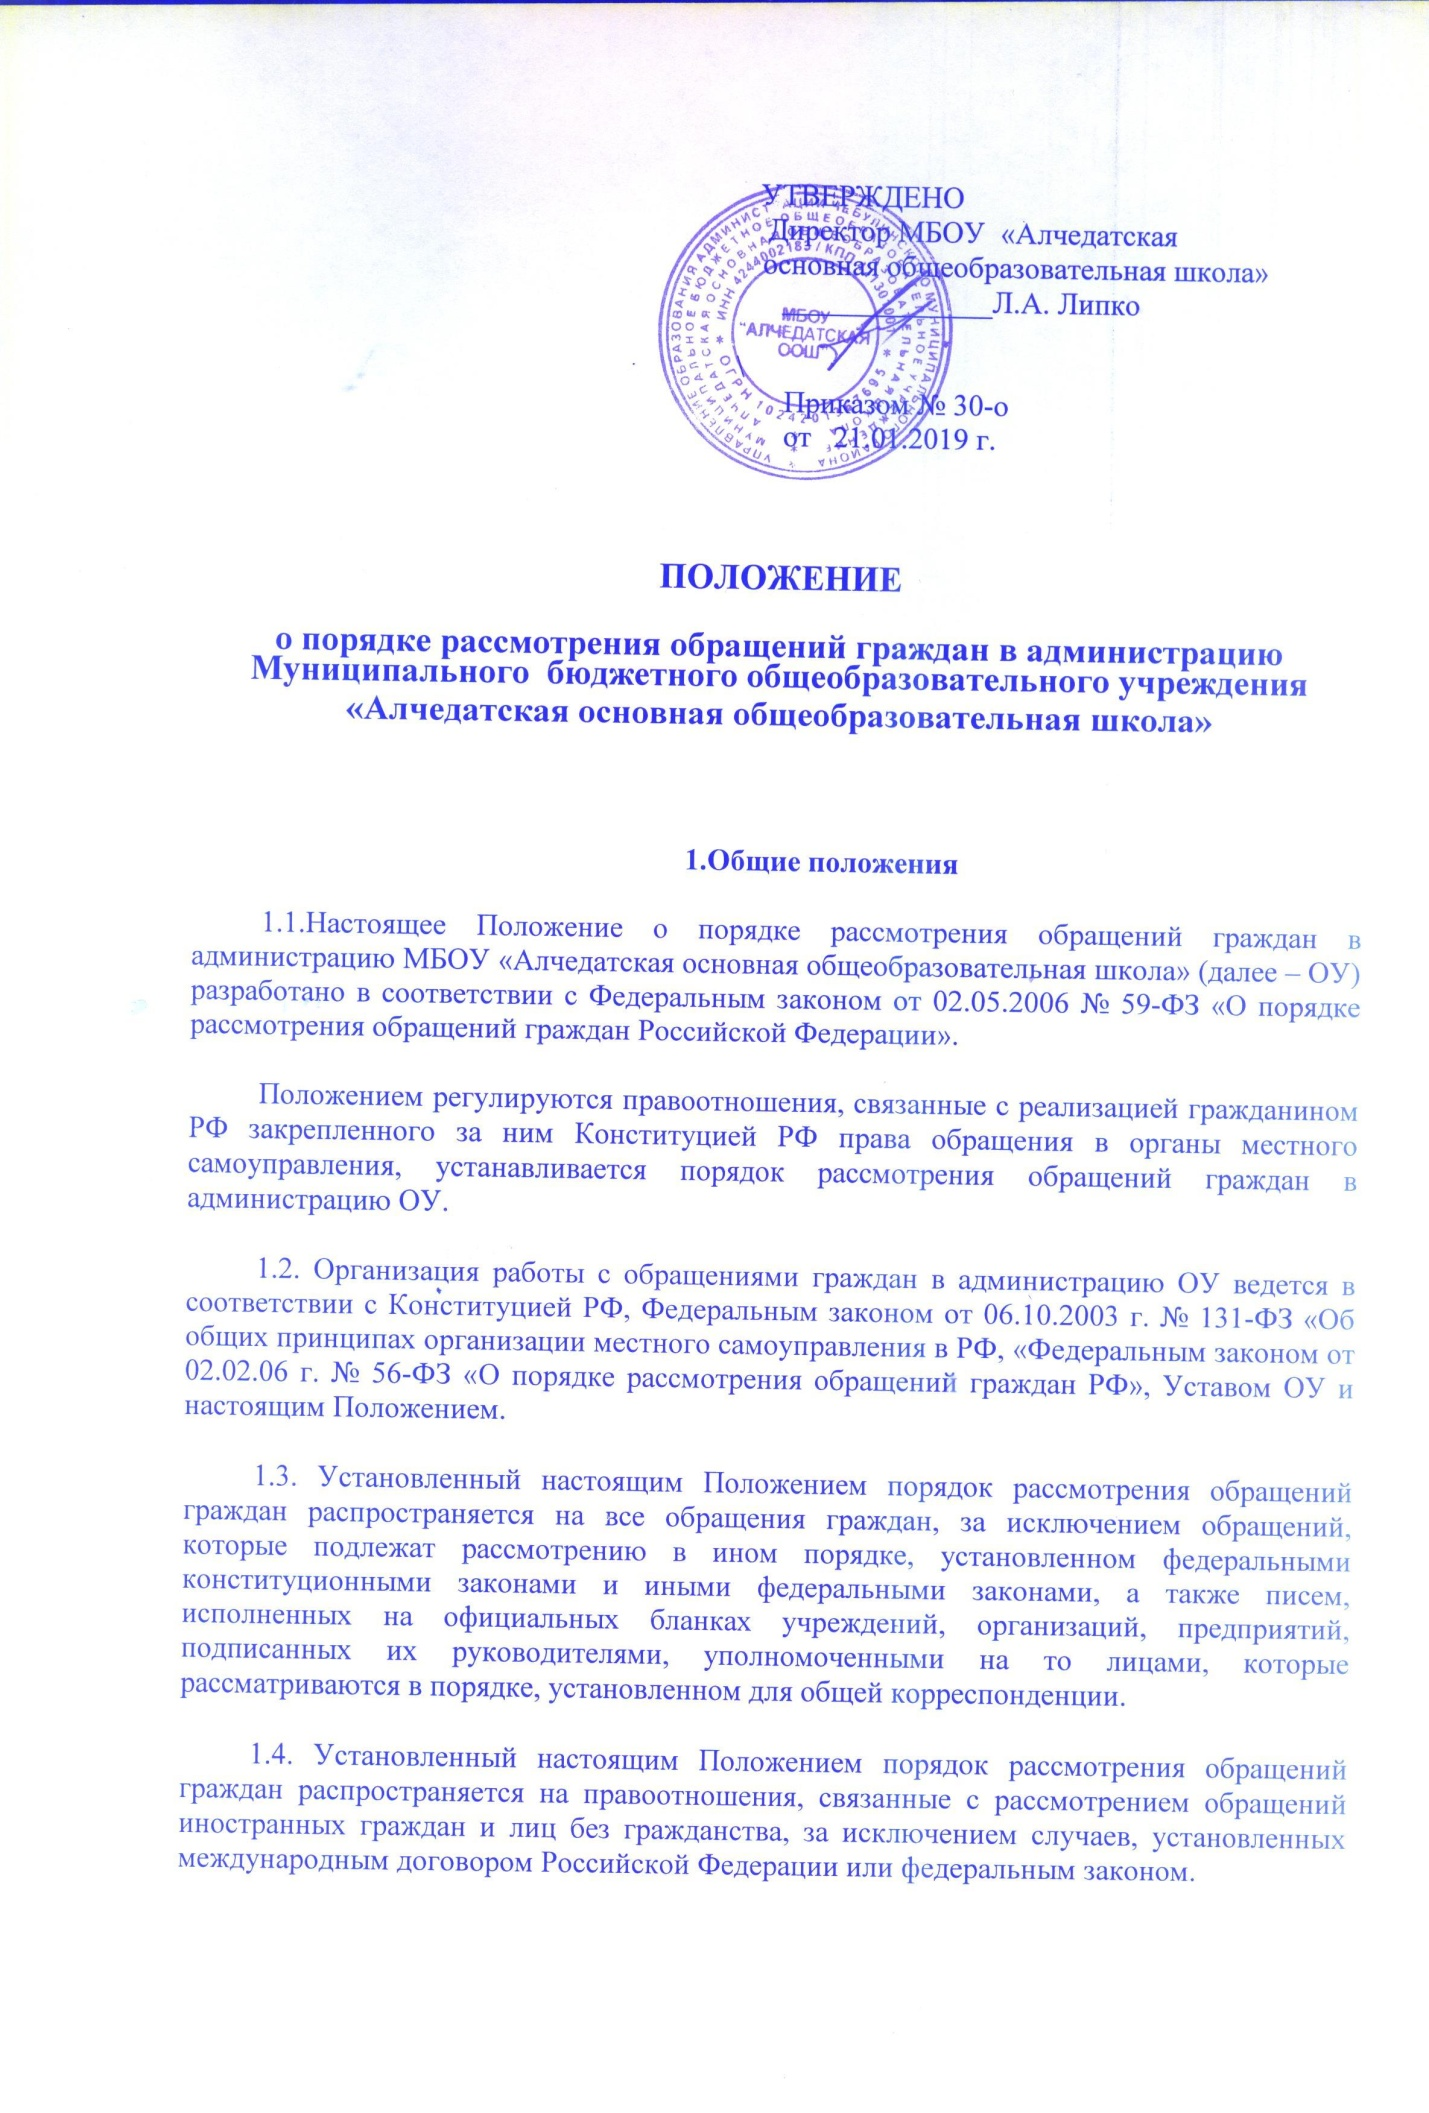 УТВЕРЖДЕНО
Директор МБОУ «Алчедатская
основная общеобразовательная школа»
______________Л.А. Липко
МБОУ
"АЛЧЕДАТСКАЯ
ООШ"
ИНН 4244002183 / КПП
ОГРН
Приказом № 30-о
от 21.01.2019 г.
ПОЛОЖЕНИЕ
о порядке рассмотрения обращений граждан в администрацию
Муниципального бюджетного общеобразовательного учреждения
«Алчедатская основная общеобразовательная школа»
1.Общие положения
1.1.Настоящее Положение о порядке рассмотрения обращений граждан в
администрацию МБОУ «Алчедатская основная общеобразовательная школа» (далее – ОУ)
разработано в соответствии с Федеральным законом от 02.05.2006 № 59-ФЗ «О порядке
рассмотрения обращений граждан Российской Федерации».
Положением регулируются правоотношения, связанные с реализацией гражданином
РФ закрепленного за ним Конституцией РФ права обращения в органы местного
самоуправления, устанавливается порядок рассмотрения обращений граждан в
администрацию ОУ.
1.2. Организация работы с обращениями граждан в администрацию ОУ ведется в
соответствии с Конституцией РФ, Федеральным законом от 06.10.2003 г. № 131-ФЗ «Об
общих принципах организации местного самоуправления в РФ, «Федеральным законом от
02.02.06 г. № 56-ФЗ «О порядке рассмотрения обращений граждан РФ», Уставом ОУ и
настоящим Положением.
1.3. Установленный настоящим Положением порядок рассмотрения обращений
граждан распространяется на все обращения граждан, за исключением обращений,
которые подлежат рассмотрению в ином порядке, установленном федеральными
конституционными законами и иными федеральными законами, а также писем,
исполненных на официальных бланках учреждений, организаций, предприятий,
подписанных их руководителями, уполномоченными на то лицами, которые
рассматриваются в порядке, установленном для общей корреспонденции.
1.4. Установленный настоящим Положением порядок рассмотрения обращений
граждан распространяется на правоотношения, связанные с рассмотрением обращений
иностранных граждан и лиц без гражданства, за исключением случаев, установленных
международным договором Российской Федерации или федеральным законом.